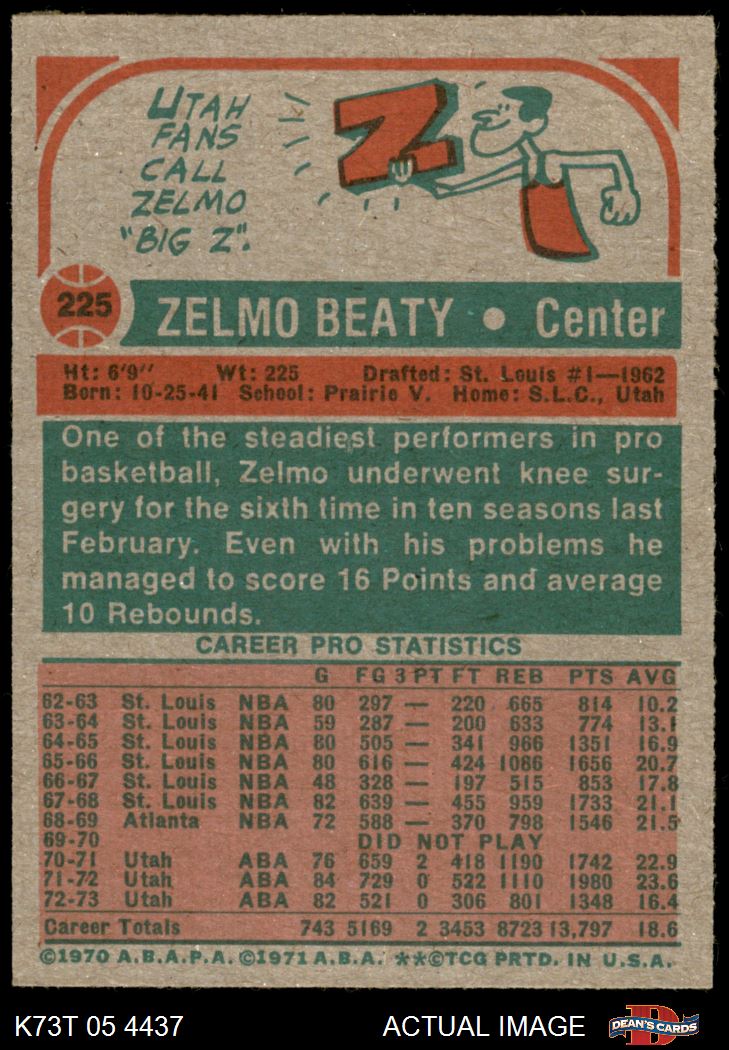 UTAH
FANS
CALL
ZELMO
"BIG Z".
Z
225 ZELMO BEATY • Center
Ht: 6'9" Wt: 225 Drafted: St. Louis #1—1962
Born: 10-25-41 School: Prairie V. Home: S.L.C., Utah
One of the steadiest performers in pro
basketball, Zelmo underwent knee sur-
gery for the sixth time in ten seasons last
February. Even with his problems he
managed to score 16 Points and average
10 Rebounds.
CAREER PRO STATISTICS
G FG 3 PT FT REB PTS AVG
62-63 St. Louis NBA 80 297 — 220 665 814 10.2
63-64 St. Louis NBA 59 287 — 200 633 774 13.1
64-65 St. Louis NBA 80 505 — 341 966 1351 16.9
65-66 St. Louis NBA 80 616 — 424 1086 1656 20.7
66-67 St. Louis NBA 48 328 — 197 515 853 17.8
67-68 St. Louis NBA 82 639 — 455 959 1733 21.1
68-69 Atlanta NBA 72 588 — 370 798 1546 21.5
69-70 DID NOT PLAY
70-71 Utah ABA 76 659 2 418 1190 1742 22.9
71-72 Utah ABA 84 729 0 522 1110 1980 23.6
72-73 Utah ABA 82 521 0 306 801 1348 16.4
Career Totals 743 5169 2 3453 8723 13,797 18.6
©1970 A.B.A.P.A. ©1971 A.B.A. **©TCG PRTD. IN U.S.A.
K73T 05 4437 ACTUAL IMAGE DEAN'S CARDS